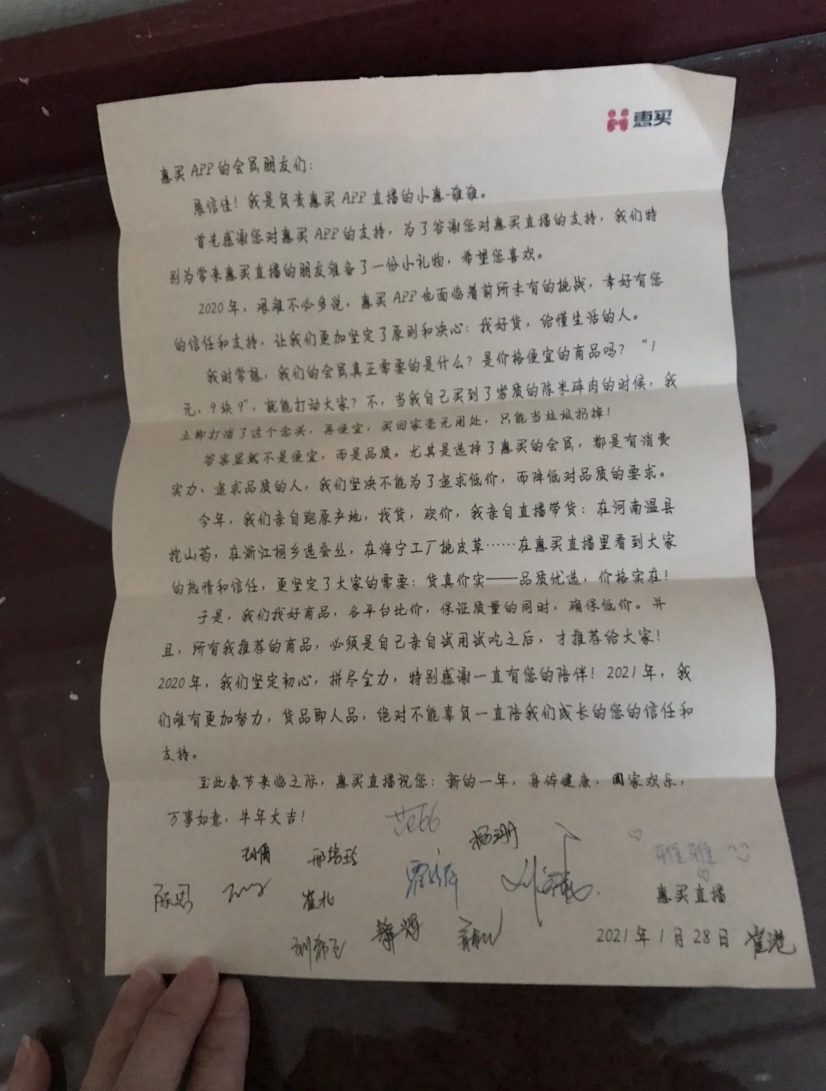 惠买
惠买APP的会员朋友们：
展信佳！我是负责惠买APP直播的小惠-雅雅。
首先感谢您对惠买APP的支持，为了答谢您对惠买直播的支持，我们特
别为常来惠买直播的朋友准备了一份小礼物，希望您喜欢。
2020年，艰难不必多说，惠买APP也面临着前所未有的挑战，幸好有您
的信任和支持，让我们更加坚定了原则和决心：找好货，给懂生活的人。
我时常想，我们的会员真正需要的是什么？是价格便宜的商品吗？“1
元，9块9”，就能打动大家？不，当我自己买到了劣质的陈米碎肉的时候，我
立即打消了这个念头，再便宜，买回家毫无用处，只能当垃圾扔掉！
答案显然不是便宜，而是品质。尤其是选择了惠买的会员，都是有消费
实力、追求品质的人，我们坚决不能为了追求低价，而降低对品质的要求。
今年，我们亲自跑原产地，找货，砍价，我亲自直播带货：在河南温县
挖山药，在浙江桐乡选蚕丝，在海宁工厂挑皮草……在惠买直播里看到大家
的热情和信任，更坚定了大家的需要：货真价实——品质优选，价格实在！
于是，我们找好商品，各平台比价，保证质量的同时，确保低价。并
且，所有我推荐的商品，必须是自己亲自试用试吃之后，才推荐给大家！
2020年，我们坚定初心，拼尽全力，特别感谢一直有您的陪伴！2021年，我
们唯有更加努力，货品即人品，绝对不能辜负一直陪我们成长的您的信任和
支持。
至此春节来临之际，惠买直播祝您：新的一年，身体健康，阖家欢乐，
万事如意，牛年大吉！
雅雅
陈思
惠买直播
2021年1月28日